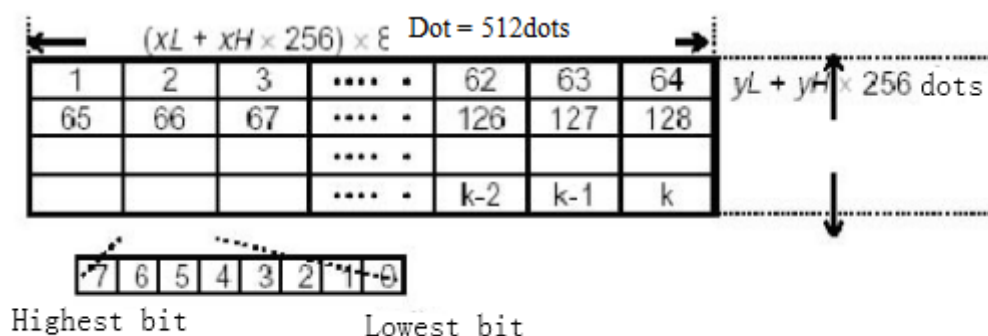 (xL + xH × 256) × 8 Dot = 512dots
1 2 3 ···· · 62 63 64
yL + yH × 256 dots
65 66 67 ···· · 126 127 128
···· ·
···· · k-2 k-1 k
7 6 5 4 3 2 1 0
Highest bit
Lowest bit